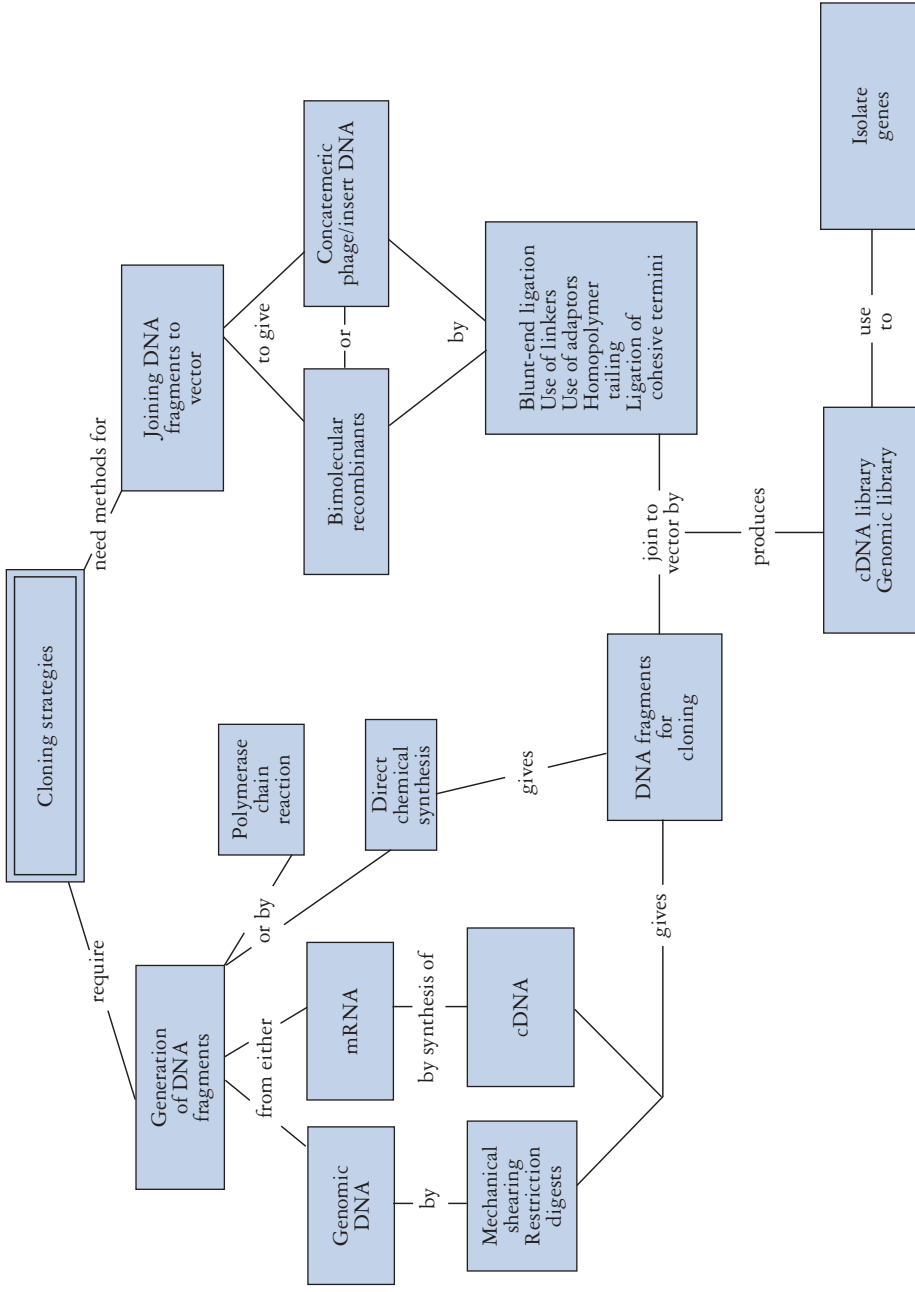 Cloning strategies
require
need methods for
Generation
of DNA
fragments
Joining DNA
fragments to
vector
from either
or by
to give
Polymerase
chain
reaction
Genomic
DNA
mRNA
Direct
chemical
synthesis
Bimolecular
recombinants
or
Concatemeric
phage/insert DNA
by
by synthesis of
by
Mechanical
shearing
Restriction
digests
cDNA
gives
Blunt-end ligation
Use of linkers
Use of adaptors
Homopolymer
tailing
Ligation of
cohesive termini
gives
DNA fragments
for
cloning
join to
vector by
produces
cDNA library
Genomic library
use
to
Isolate
genes